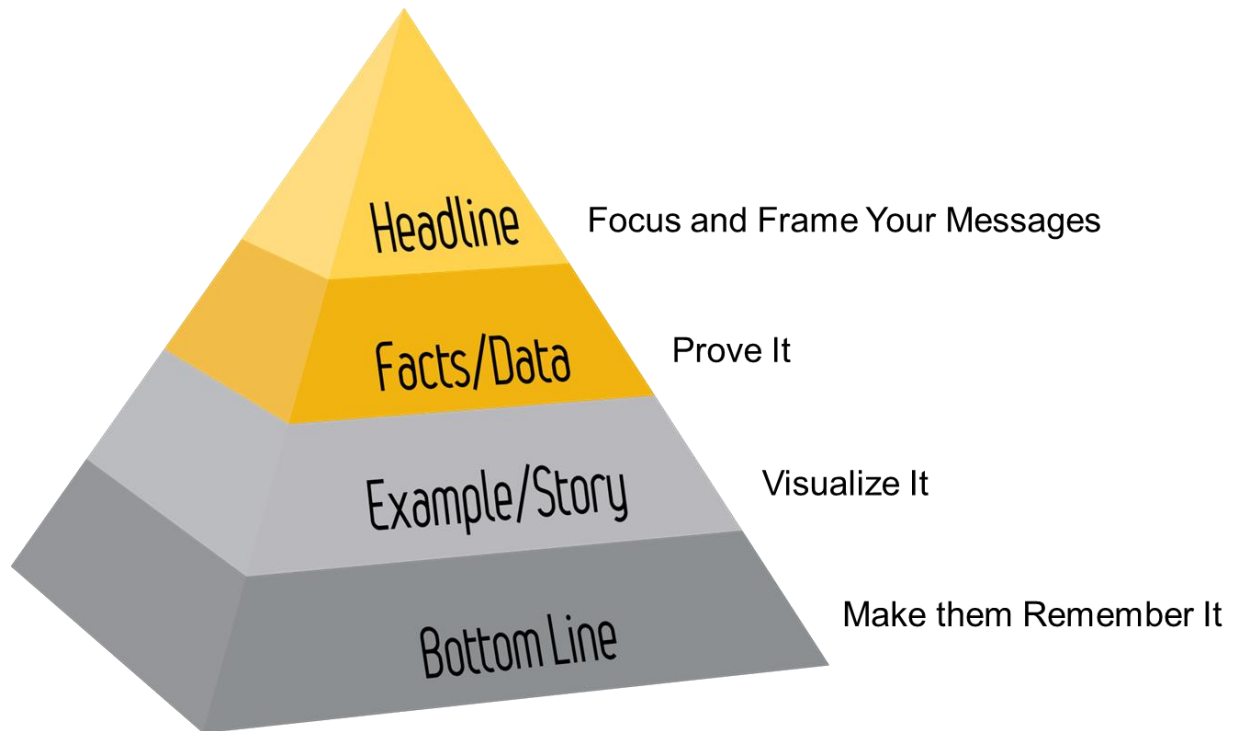 Headline
Focus and Frame Your Messages
Facts/Data
Prove It
Example/Story
Visualize It
Bottom Line
Make them Remember It